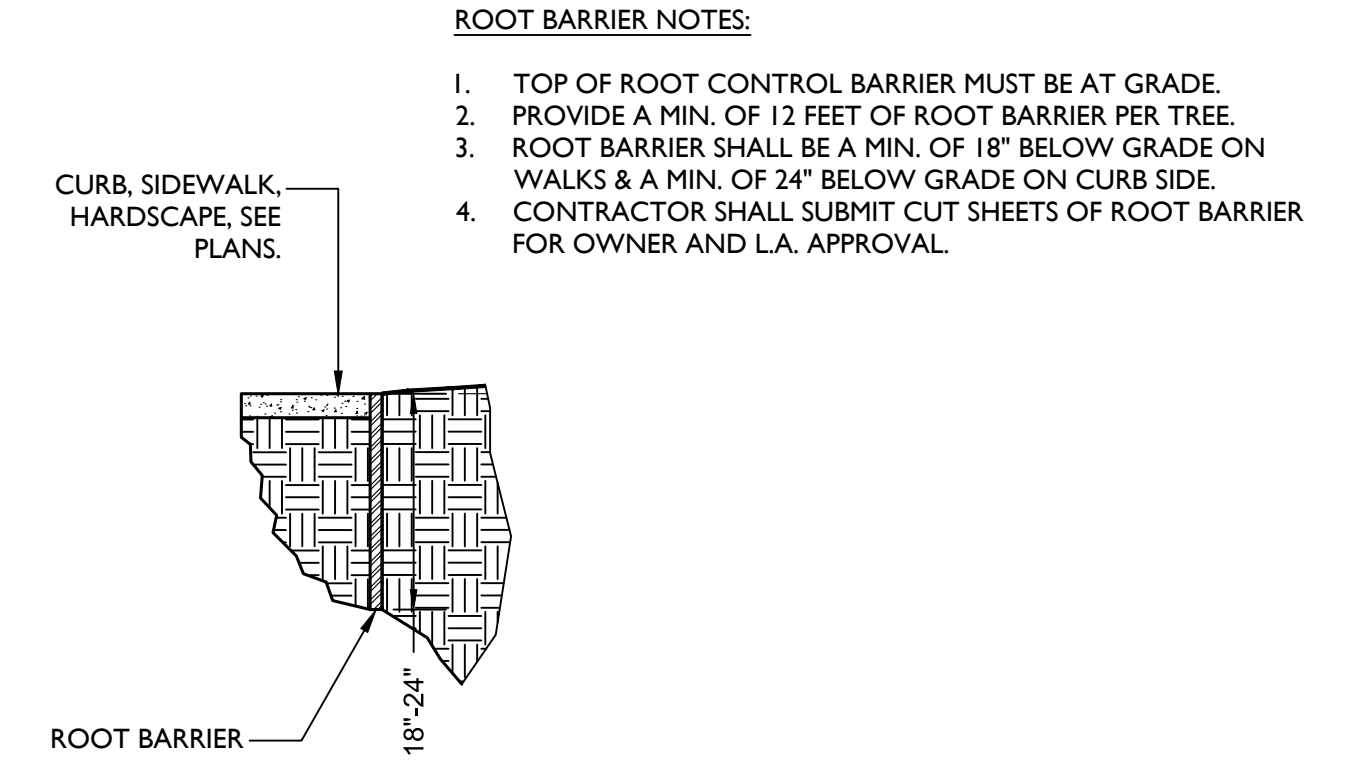 ROOT BARRIER NOTES:
1. TOP OF ROOT CONTROL BARRIER MUST BE AT GRADE.
2. PROVIDE A MIN. OF 12 FEET OF ROOT BARRIER PER TREE.
3. ROOT BARRIER SHALL BE A MIN. OF 18" BELOW GRADE ON
WALKS & A MIN. OF 24" BELOW GRADE ON CURB SIDE.
4. CONTRACTOR SHALL SUBMIT CUT SHEETS OF ROOT BARRIER
FOR OWNER AND L.A. APPROVAL.
CURB, SIDEWALK,
HARDSCAPE, SEE
PLANS.
18"-24"
ROOT BARRIER